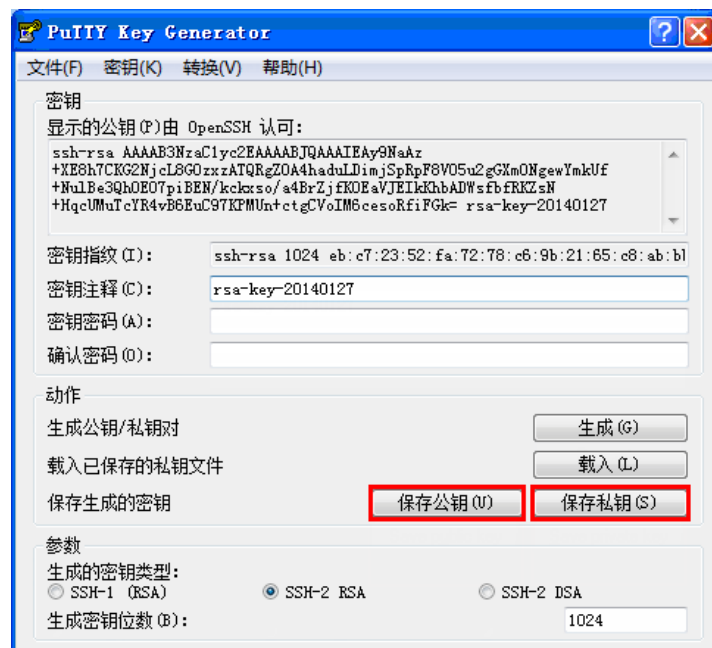 PuTTY Key Generator
文件(F) 密钥(K) 转换(V) 帮助(H)
密钥
显示的公钥(P)由 OpenSSH 认可:
ssh-rsa AAAAB3NzaC1yc2EAAAABJQAAAIEAy9NaAz
+XE8h7CKG2NjcL8GOzxzATQRgZOA4haduLDimjSpRpF8VO5u2gGXmONgewYmkUf
+NulBe3QhOEO7piBEN/kckxso/a4BrZjfKOEaVJEIkKhbADWsfbfRKZsN
+HqcUMuTcYR4vB6EuC97KPMUn+ctgCVoIM6cesoRfiFGk= rsa-key-20140127
密钥指纹(I): ssh-rsa 1024 eb:c7:23:52:fa:72:78:c6:9b:21:65:c8:ab:b1
密钥注释(C): rsa-key-20140127
密钥密码(A):
确认密码(O):
动作
生成公钥/私钥对 生成(G)
载入已保存的私钥文件 载入(L)
保存生成的密钥 保存公钥(U) 保存私钥(S)
参数
生成的密钥类型:
SSH-1 (RSA) SSH-2 RSA SSH-2 DSA
生成密钥位数(B): 1024